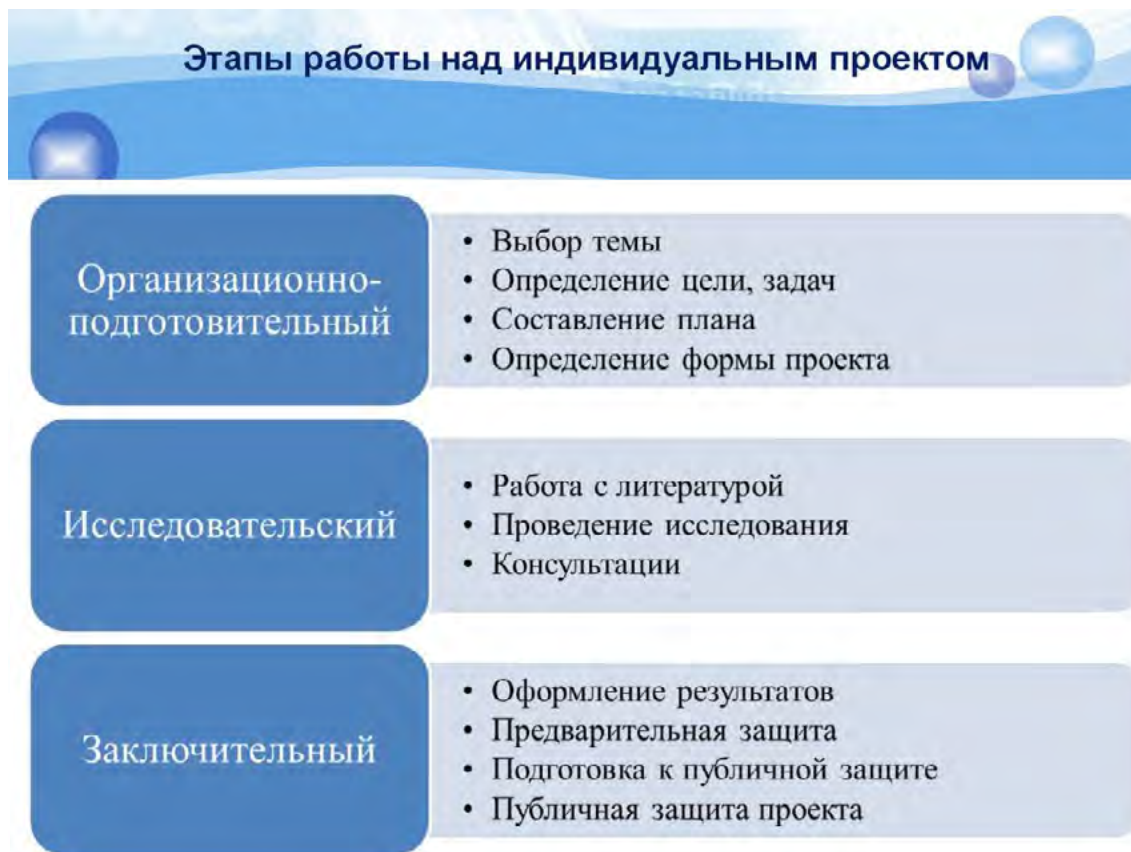 Этапы работы над индивидуальным проектом
Организационно-
подготовительный
• Выбор темы
• Определение цели, задач
• Составление плана
• Определение формы проекта
Исследовательский
• Работа с литературой
• Проведение исследования
• Консультации
Заключительный
• Оформление результатов
• Предварительная защита
• Подготовка к публичной защите
• Публичная защита проекта